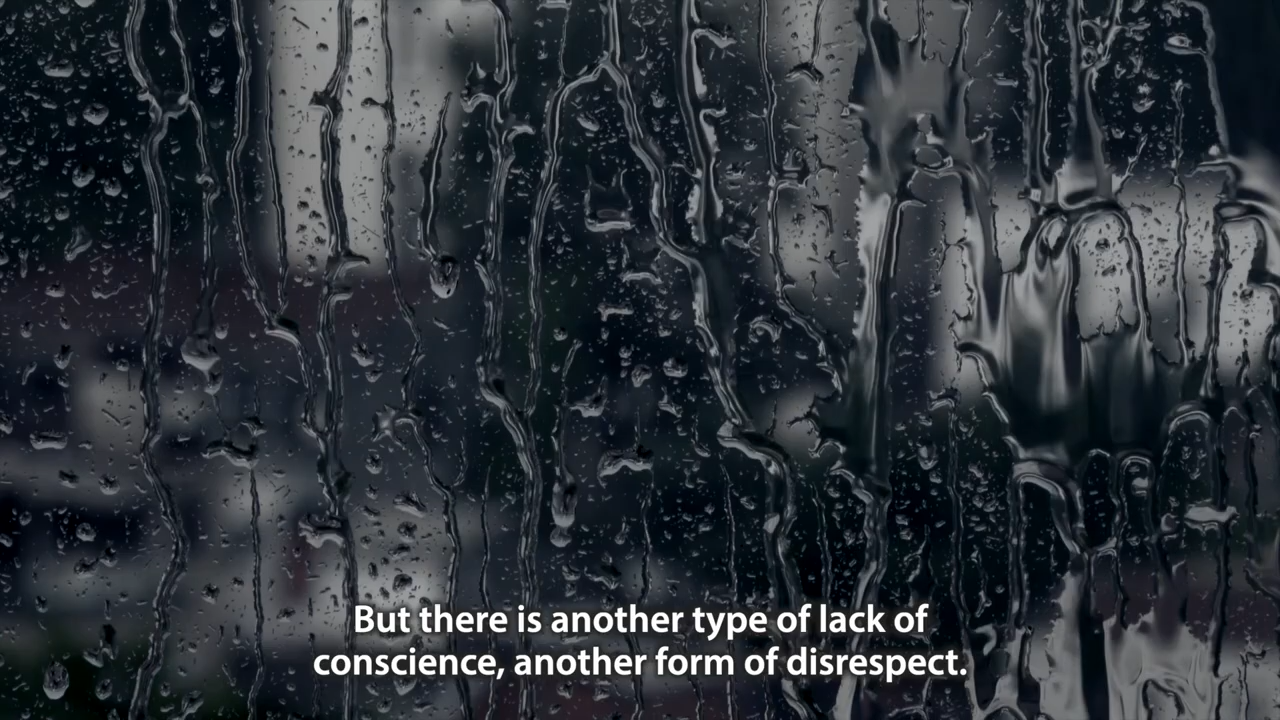 But there is another type of lack of
conscience, another form of disrespect.